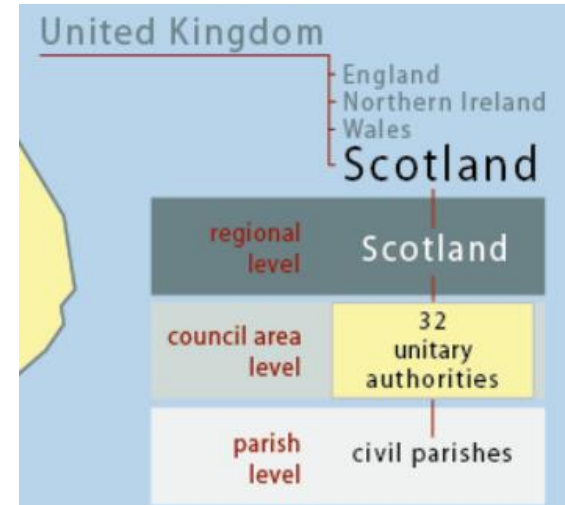 United Kingdom
England
Northern Ireland
Wales
Scotland
regional
level
Scotland
council area
level
32
unitary
authorities
parish
level
civil parishes